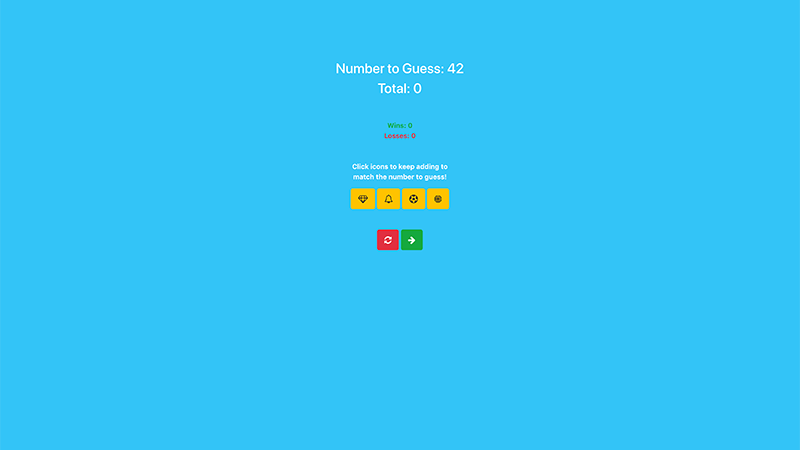 Number to Guess: 42
Total: 0
Wins: 0
Losses: 0
Click icons to keep adding to
match the number to guess!